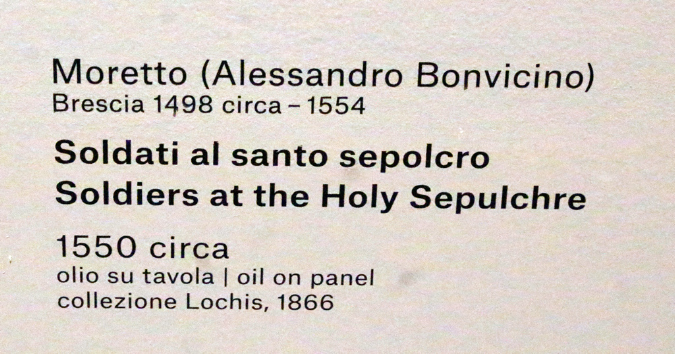 Moretto (Alessandro Bonvicino)
Brescia 1498 circa – 1554
Soldati al santo sepolcro
Soldiers at the Holy Sepulchre
1550 circa
olio su tavola | oil on panel
collezione Lochis, 1866